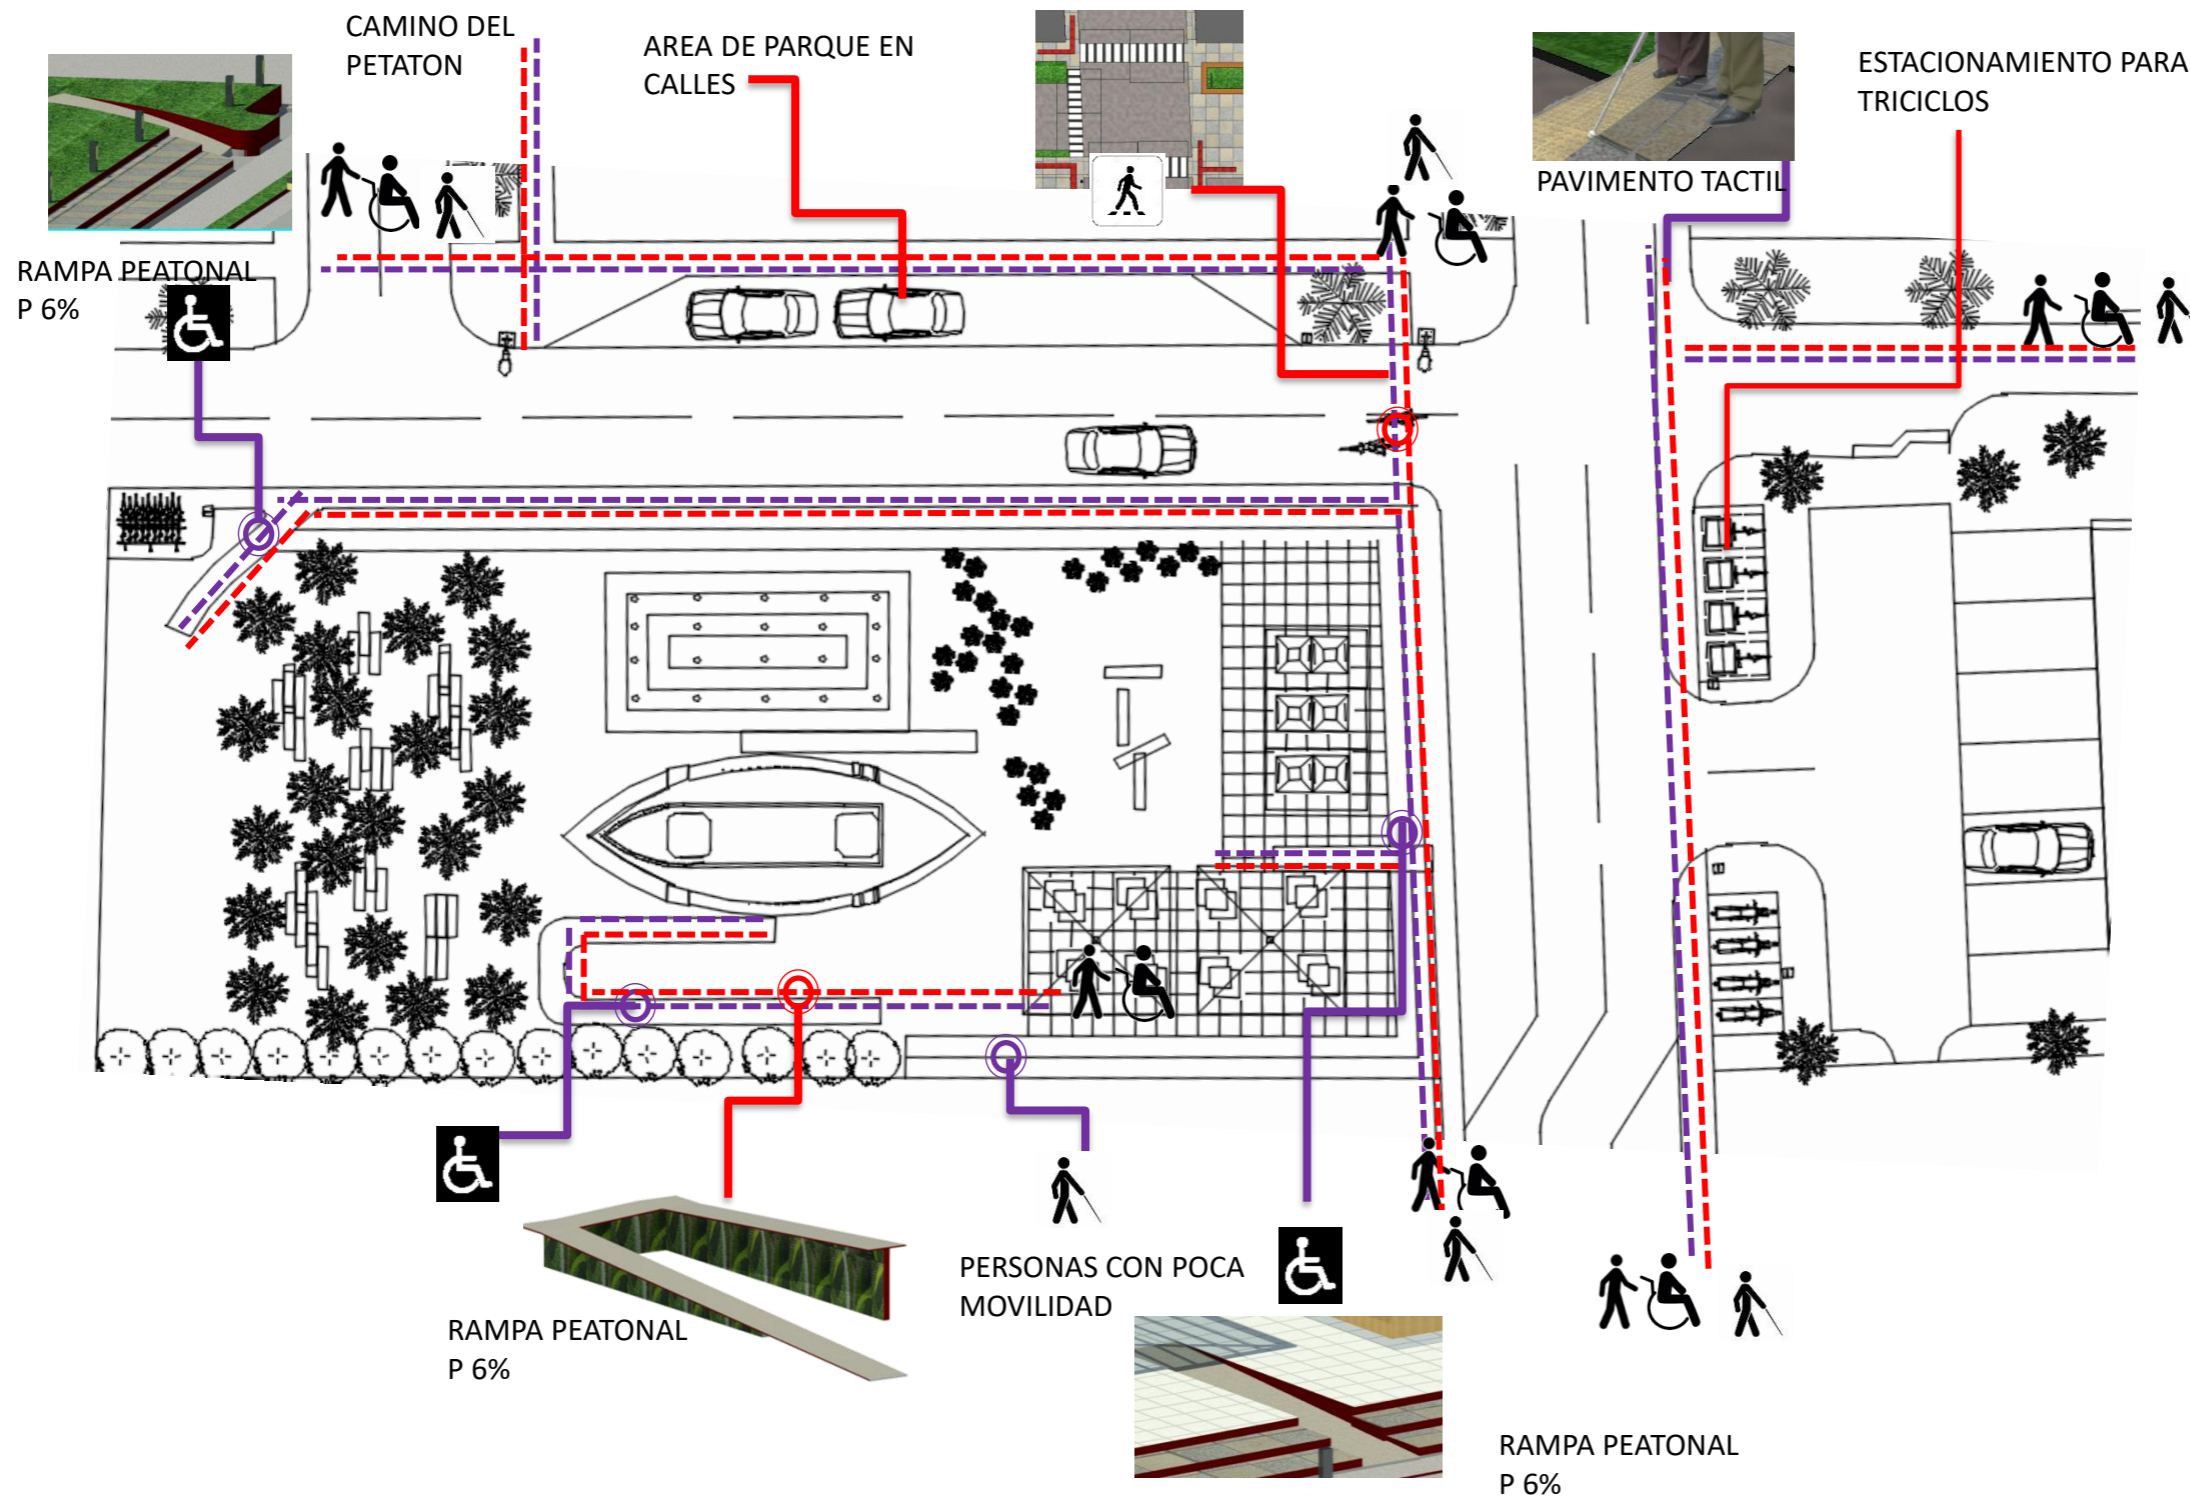 CAMINO DEL
PETATON
AREA DE PARQUE EN
CALLES
ESTACIONAMIENTO PARA
TRICICLOS
PAVIMENTO TACTIL
RAMPA PEATONAL
P 6%
PERSONAS CON POCA
MOVILIDAD
RAMPA PEATONAL
P 6%
RAMPA PEATONAL
P 6%